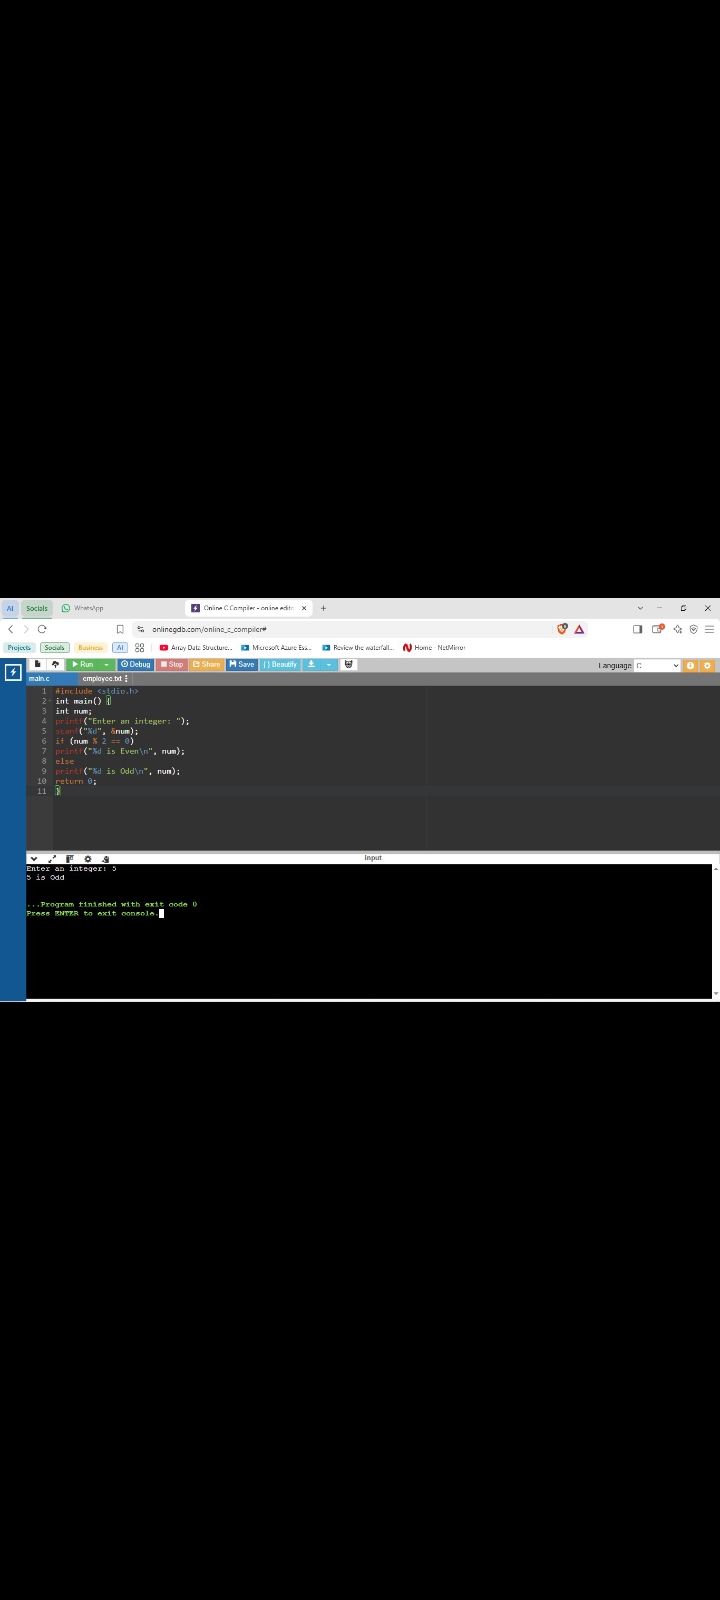 AI Socials WhatsApp Online C Compiler - online edito
onlinegdb.com/online_c_compiler#
Projects Socials Business AI Array Data Structure... Microsoft Azure Ess... Review the waterfall... Home - NetMirror
Run Debug Stop Share Save {} Beautify Language C
main.c employee.txt
1 #include <stdio.h>
2 int main() {
3 int num;
4 printf("Enter an integer: ");
5 scanf("%d", &num);
6 if (num % 2 == 0)
7 printf("%d is Even\n", num);
8 else
9 printf("%d is Odd\n", num);
10 return 0;
11 }
input
Enter an integer: 5
5 is Odd
...Program finished with exit code 0
Press ENTER to exit console.